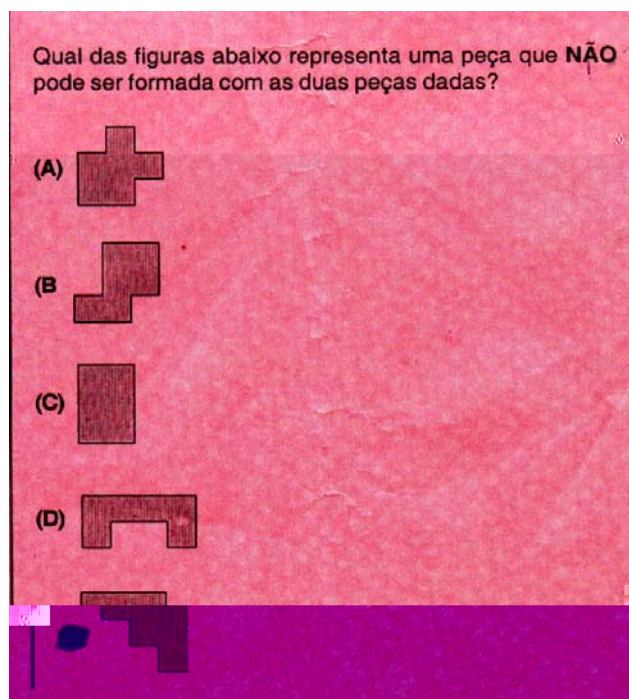 Qual das figuras abaixo representa uma peça que NÃO
pode ser formada com as duas peças dadas?
(A)
(B
(C)
(D)